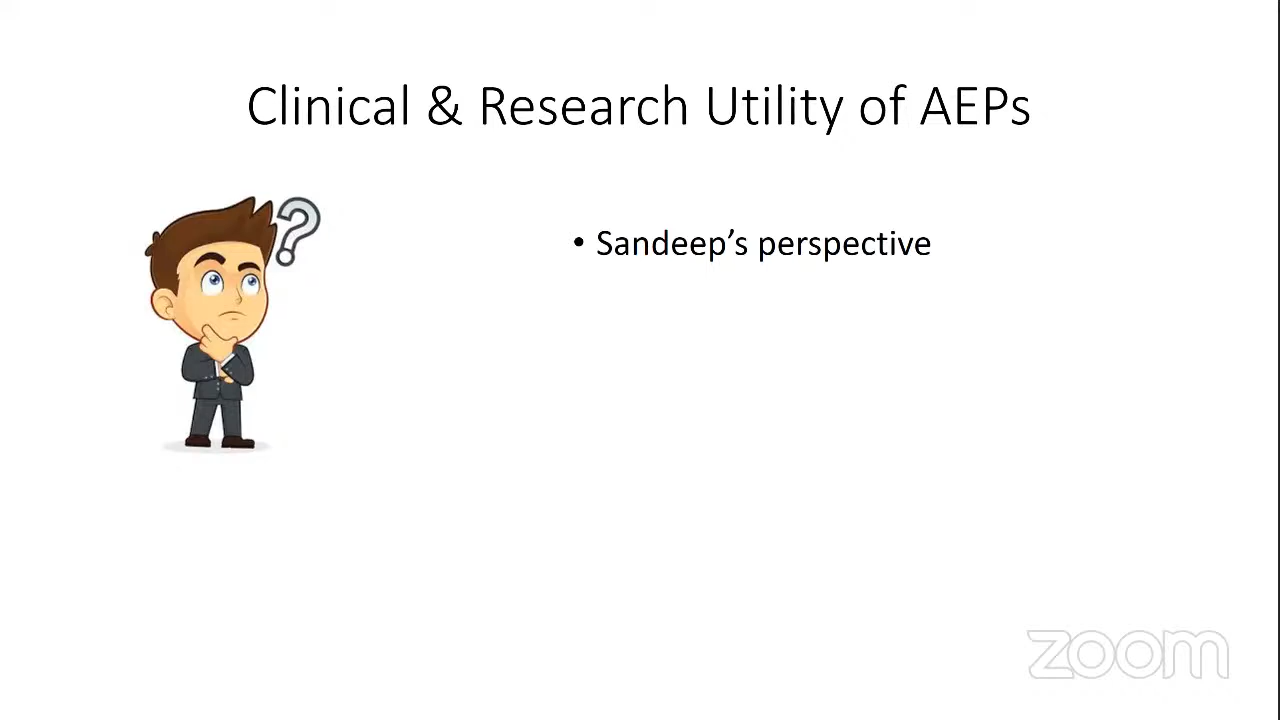 Clinical & Research Utility of AEPs
?
• Sandeep’s perspective
zoom